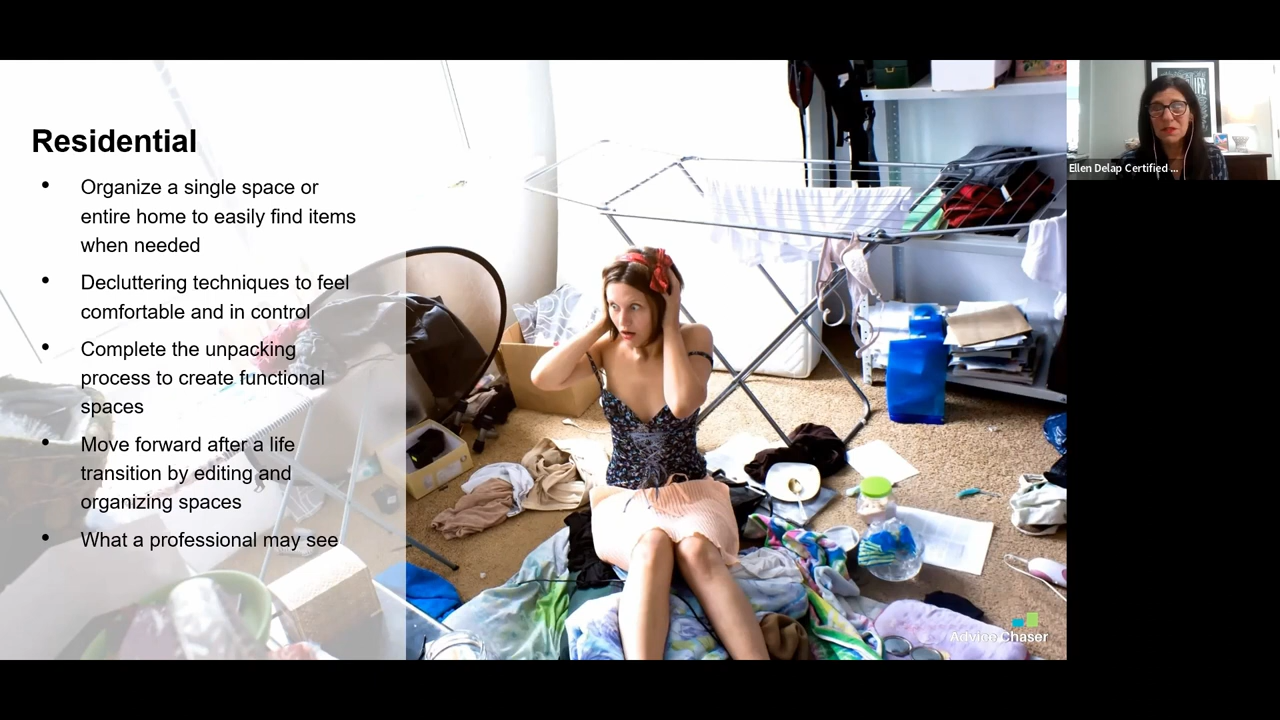 Residential
• Organize a single space or
entire home to easily find items
when needed
• Decluttering techniques to feel
comfortable and in control
• Complete the unpacking
process to create functional
spaces
• Move forward after a life
transition by editing and
organizing spaces
• What a professional may see
Ellen Delap Certified ...
Advice Chaser